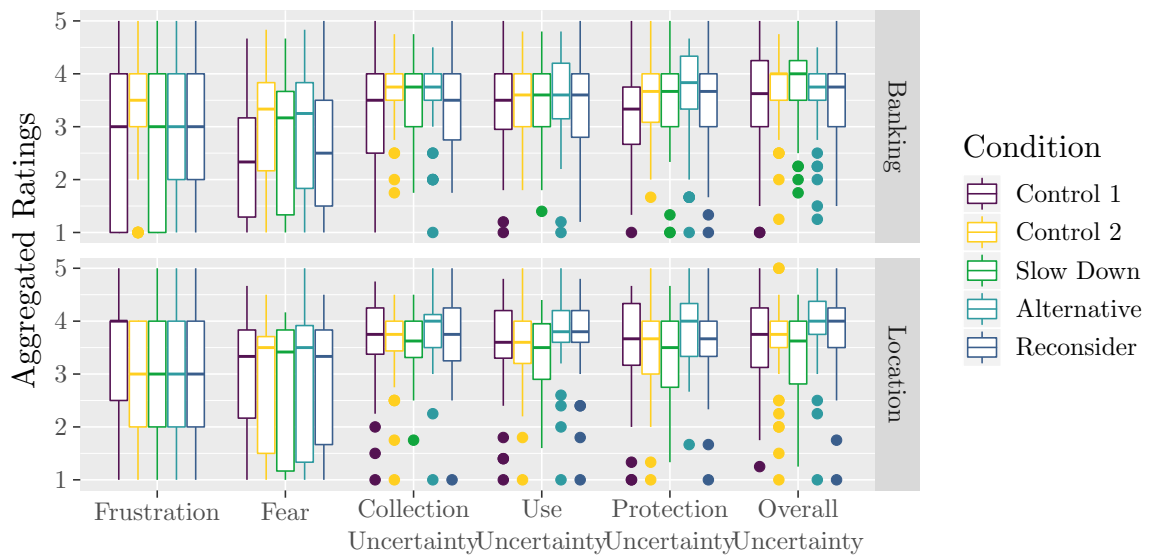 Aggregated Ratings
5
4
3
2
1
Banking
5
4
3
2
1
Location
Frustration
Fear
Collection
Uncertainty
Use
Uncertainty
Protection
Uncertainty
Overall
Uncertainty
Condition
Control 1
Control 2
Slow Down
Alternative
Reconsider